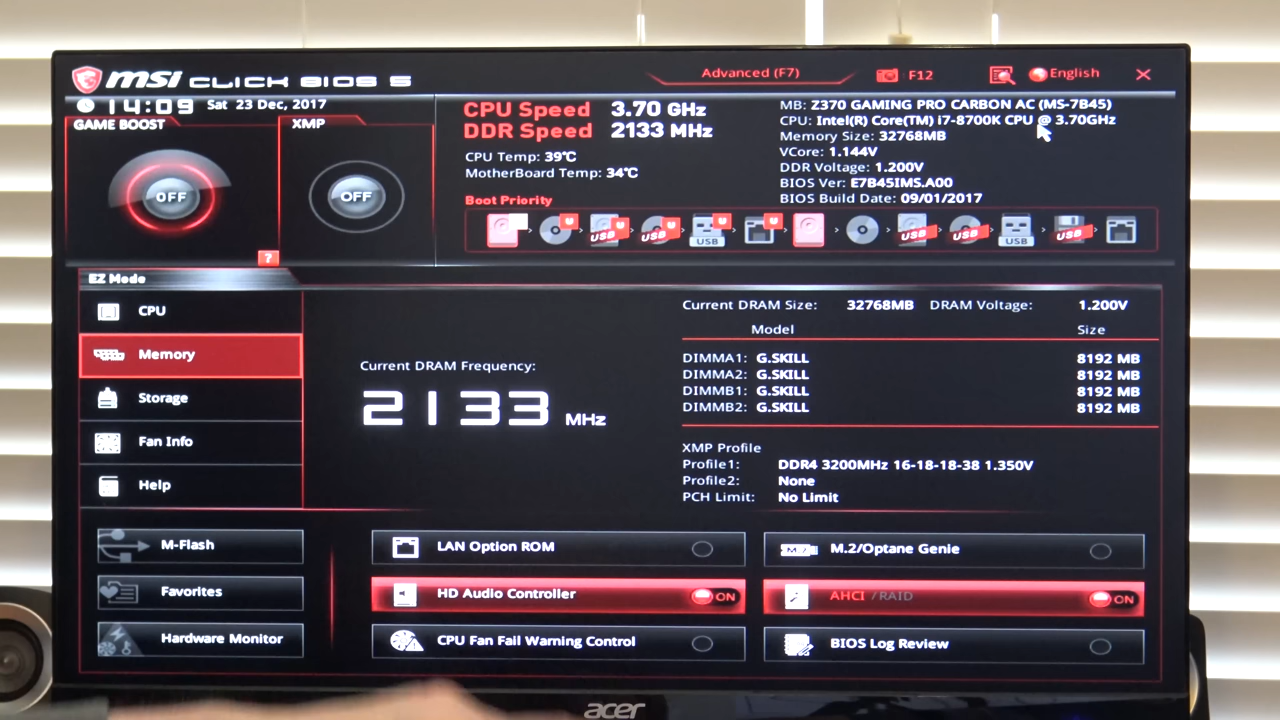 msi CLICK BIOS 5
Advanced (F7)
F12
English
14:09 Sat 23 Dec, 2017
GAME BOOST
XMP
OFF
OFF
CPU Speed 3.70 GHz
DDR Speed 2133 MHz
CPU Temp: 39℃
MotherBoard Temp: 34℃
MB: Z370 GAMING PRO CARBON AC (MS-7B45)
CPU: Intel(R) Core(TM) i7-8700K CPU @ 3.70GHz
Memory Size: 32768MB
VCore: 1.144V
DDR Voltage: 1.200V
BIOS Ver: E7B45IMS.A00
BIOS Build Date: 09/01/2017
Boot Priority
USB USB USB USB USB USB USB
?
EZ Mode
CPU
Memory
Storage
Fan Info
Help
Current DRAM Frequency:
2133 MHz
Current DRAM Size: 32768MB DRAM Voltage: 1.200V
Model Size
DIMMA1: G.SKILL 8192 MB
DIMMA2: G.SKILL 8192 MB
DIMMB1: G.SKILL 8192 MB
DIMMB2: G.SKILL 8192 MB
XMP Profile
Profile1: DDR4 3200MHz 16-18-18-38 1.350V
Profile2: None
PCH Limit: No Limit
M-Flash
Favorites
Hardware Monitor
LAN Option ROM
HD Audio Controller ON
CPU Fan Fail Warning Control
M.2/Optane Genie
AHCI /RAID ON
BIOS Log Review
acer